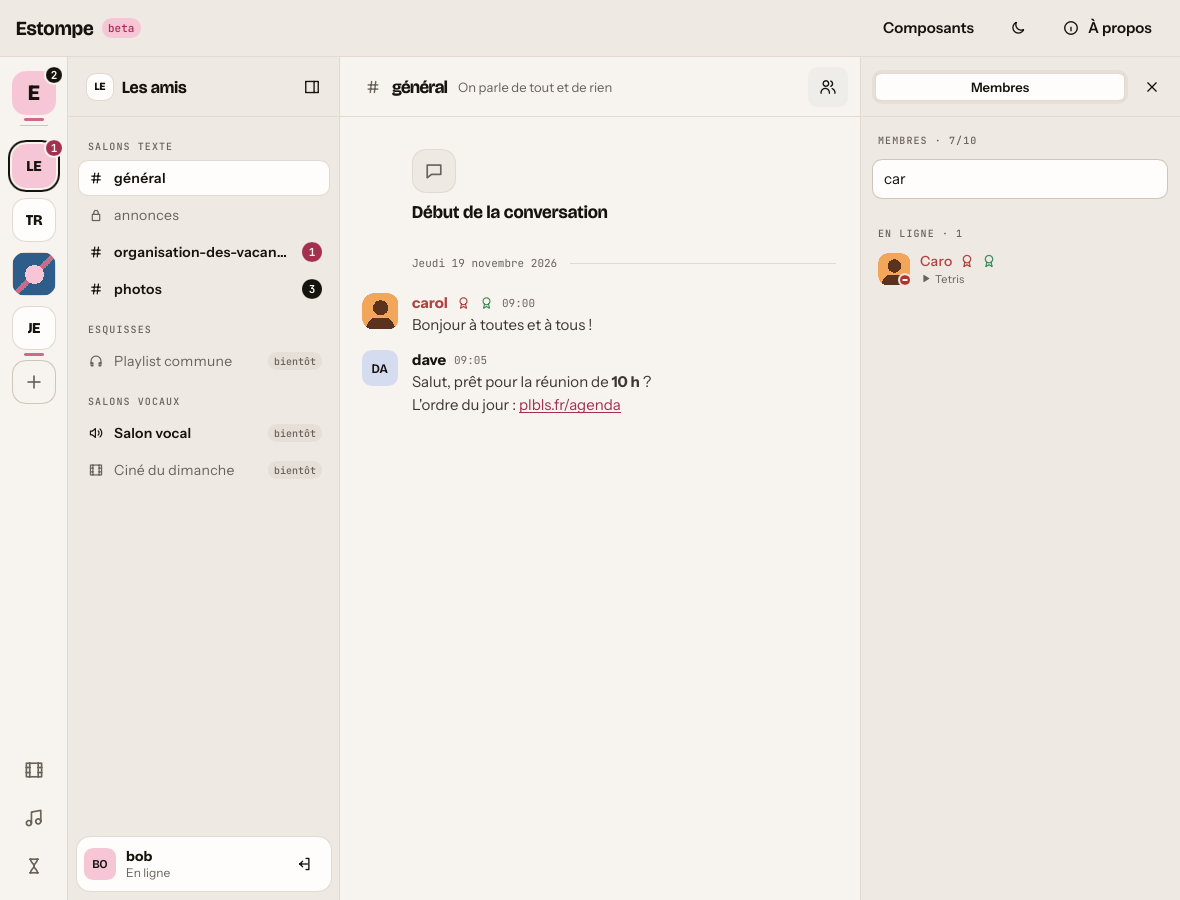 Estompe beta
Composants
À propos
E 2
LE 1
TR
JE
LE Les amis
SALONS TEXTE
# général
annonces
# organisation-des-vacan… 1
# photos 3
ESQUISSES
Playlist commune bientôt
SALONS VOCAUX
Salon vocal bientôt
Ciné du dimanche bientôt
BO bob
En ligne
# général On parle de tout et de rien
Début de la conversation
Jeudi 19 novembre 2026
carol 09:00
Bonjour à toutes et à tous !
DA dave 09:05
Salut, prêt pour la réunion de 10 h ?
L'ordre du jour : plbls.fr/agenda
Membres
MEMBRES · 7/10
car
EN LIGNE · 1
Caro
Tetris